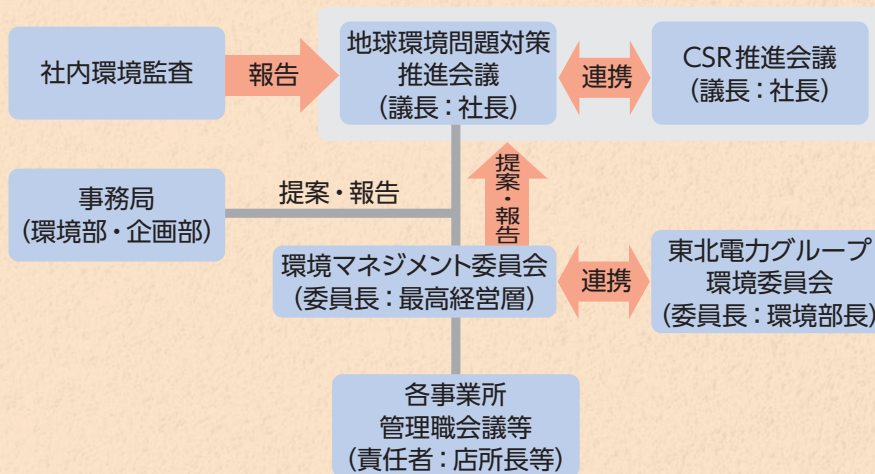 社内環境監査
報告
地球環境問題対策
推進会議
(議長：社長)
連携
CSR推進会議
(議長：社長)
事務局
(環境部・企画部)
提案・報告
提案・報告
環境マネジメント委員会
(委員長：最高経営層)
連携
東北電力グループ
環境委員会
(委員長：環境部長)
各事業所
管理職会議等
(責任者：店所長等)